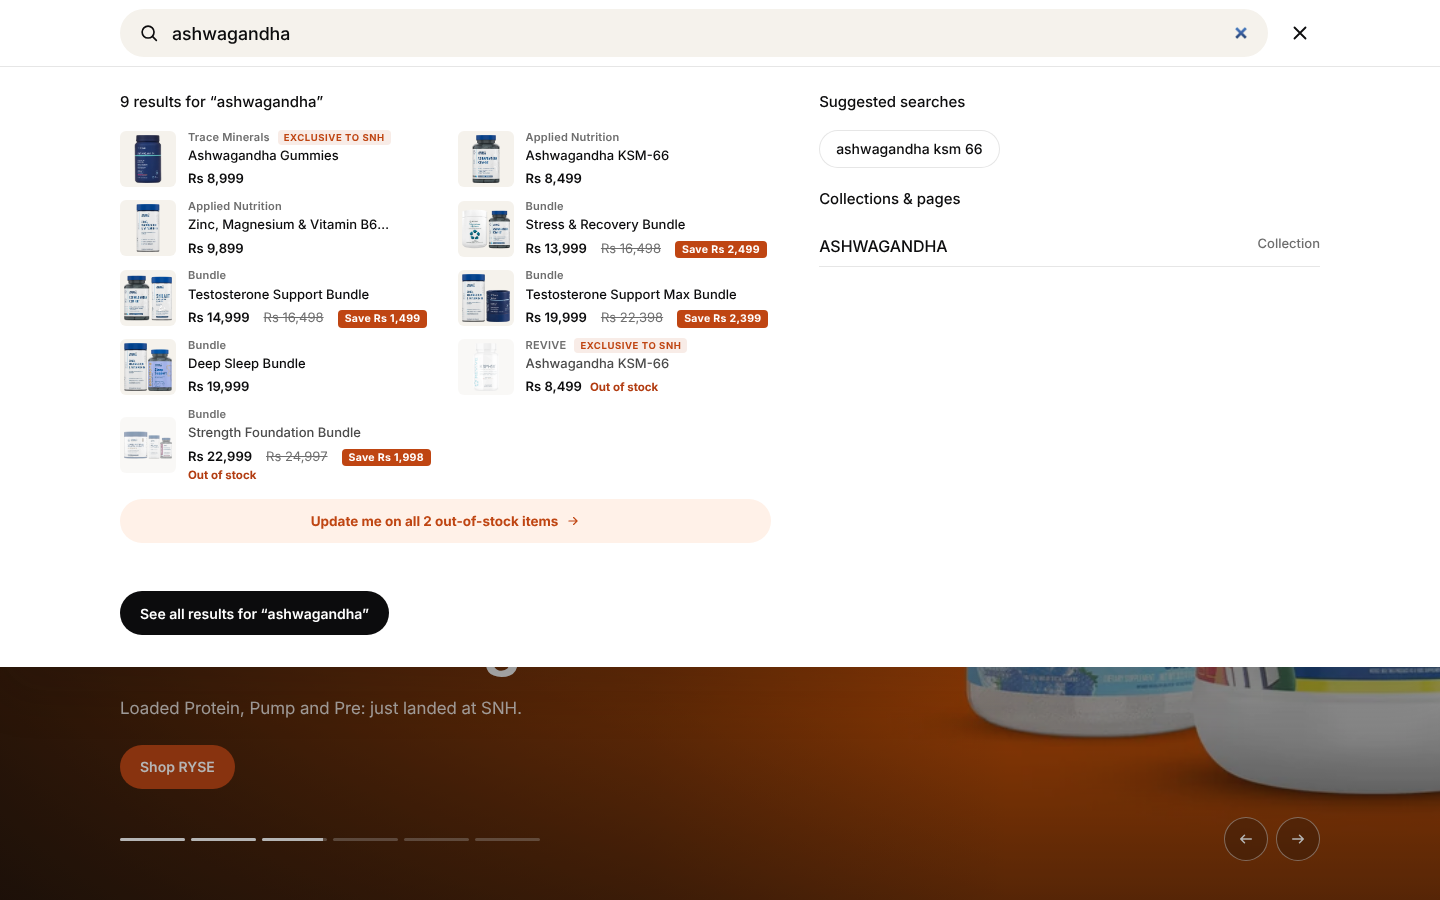 ashwagandha
9 results for “ashwagandha”
Trace Minerals EXCLUSIVE TO SNH
Ashwagandha Gummies
Rs 8,999
Applied Nutrition
Ashwagandha KSM-66
Rs 8,499
Applied Nutrition
Zinc, Magnesium & Vitamin B6...
Rs 9,899
Bundle
Stress & Recovery Bundle
Rs 13,999 Rs 16,498 Save Rs 2,499
Bundle
Testosterone Support Bundle
Rs 14,999 Rs 16,498 Save Rs 1,499
Bundle
Testosterone Support Max Bundle
Rs 19,999 Rs 22,398 Save Rs 2,399
Bundle
Deep Sleep Bundle
Rs 19,999
REVIVE EXCLUSIVE TO SNH
Ashwagandha KSM-66
Rs 8,499 Out of stock
Bundle
Strength Foundation Bundle
Rs 22,999 Rs 24,997 Save Rs 1,998
Out of stock
Update me on all 2 out-of-stock items →
See all results for “ashwagandha”
Suggested searches
ashwagandha ksm 66
Collections & pages
ASHWAGANDHA Collection
Loaded Protein, Pump and Pre: just landed at SNH.
Shop RYSE